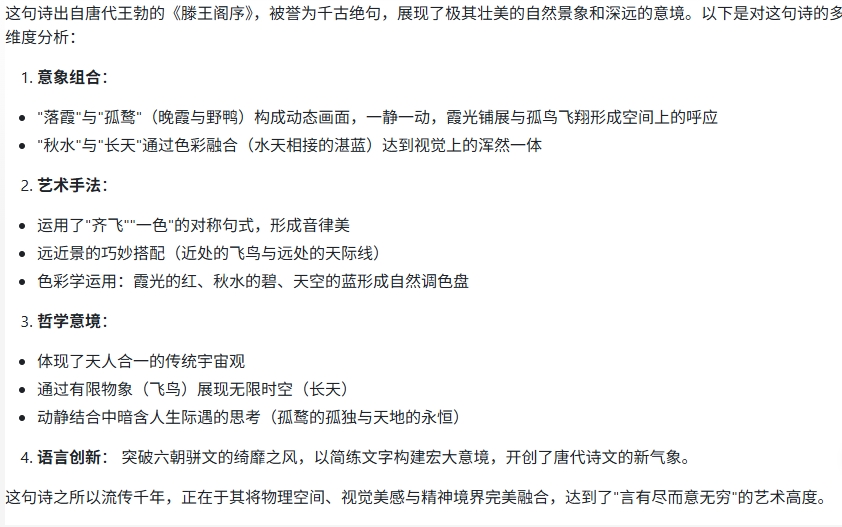 这句诗出自唐代王勃的《滕王阁序》，被誉为千古绝句，展现了极其壮美的自然景象和深远的意境。以下是对这句诗的多
维度分析：
1. 意象组合：
• "落霞"与"孤鹜"（晚霞与野鸭）构成动态画面，一静一动，霞光铺展与孤鸟飞翔形成空间上的呼应
• "秋水"与"长天"通过色彩融合（水天相接的湛蓝）达到视觉上的浑然一体
2. 艺术手法：
• 运用了"齐飞""一色"的对称句式，形成音律美
• 远近景的巧妙搭配（近处的飞鸟与远处的天际线）
• 色彩学运用：霞光的红、秋水的碧、天空的蓝形成自然调色盘
3. 哲学意境：
• 体现了天人合一的传统宇宙观
• 通过有限物象（飞鸟）展现无限时空（长天）
• 动静结合中暗含人生际遇的思考（孤鹜的孤独与天地的永恒）
4. 语言创新： 突破六朝骈文的绮靡之风，以简练文字构建宏大意境，开创了唐代诗文的新气象。
这句诗之所以流传千年，正在于其将物理空间、视觉美感与精神境界完美融合，达到了"言有尽而意无穷"的艺术高度。